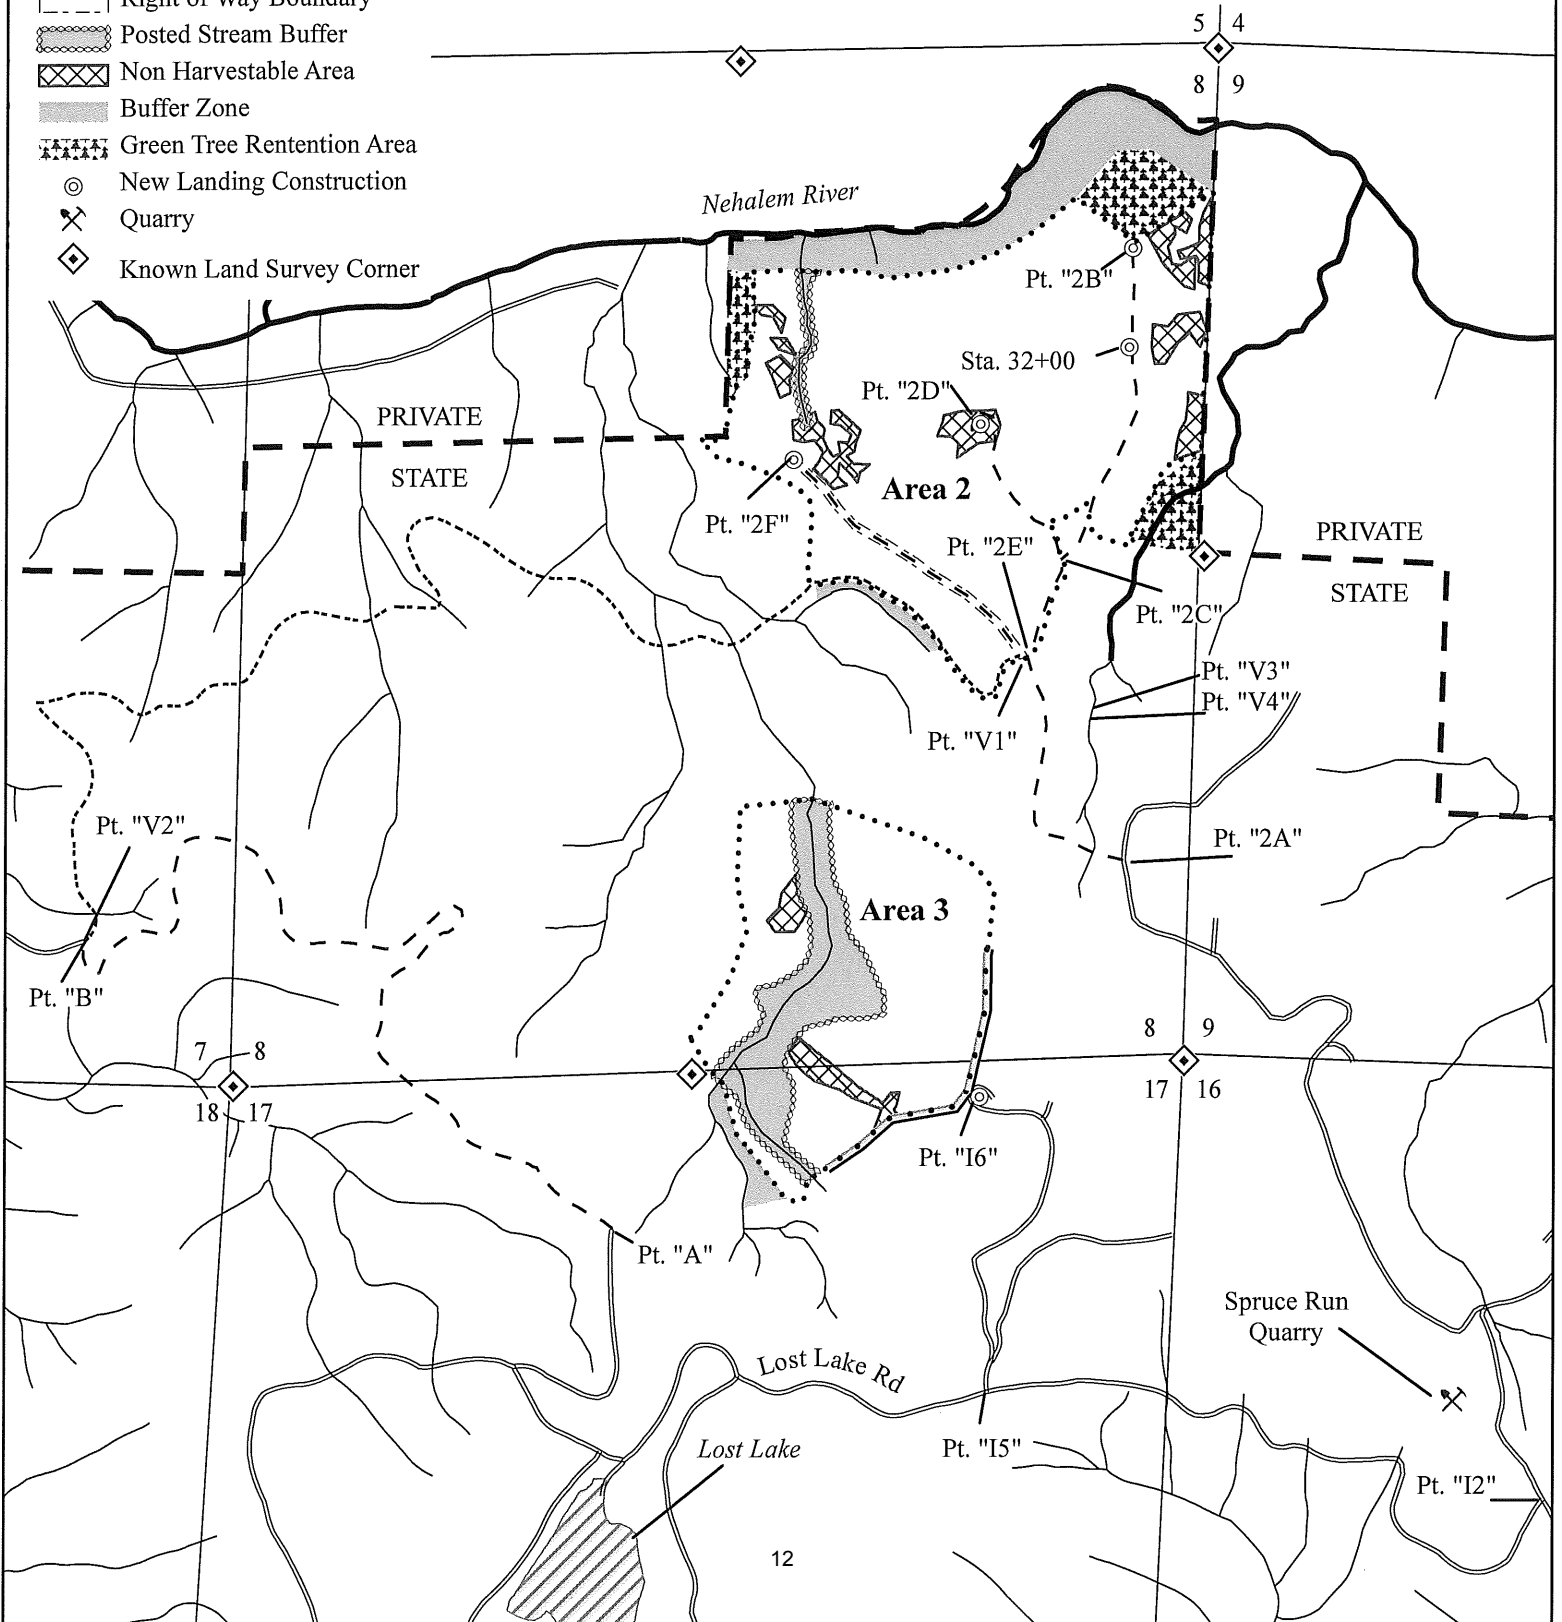 Right of Way Boundary
Posted Stream Buffer
Non Harvestable Area
Buffer Zone
Green Tree Rentention Area
New Landing Construction
Quarry
Known Land Survey Corner
5 4
8 9
Nehalem River
Pt. "2B"
Sta. 32+00
Pt. "2D"
PRIVATE
STATE
Area 2
Pt. "2F"
Pt. "2E"
PRIVATE
STATE
Pt. "2C"
Pt. "V3"
Pt. "V4"
Pt. "V1"
Pt. "V2"
Pt. "2A"
Area 3
Pt. "B"
7 8
18 17
8 9
17 16
Pt. "I6"
Pt. "A"
Spruce Run
Quarry
Lost Lake Rd
Lost Lake
Pt. "I5"
Pt. "I2"
12